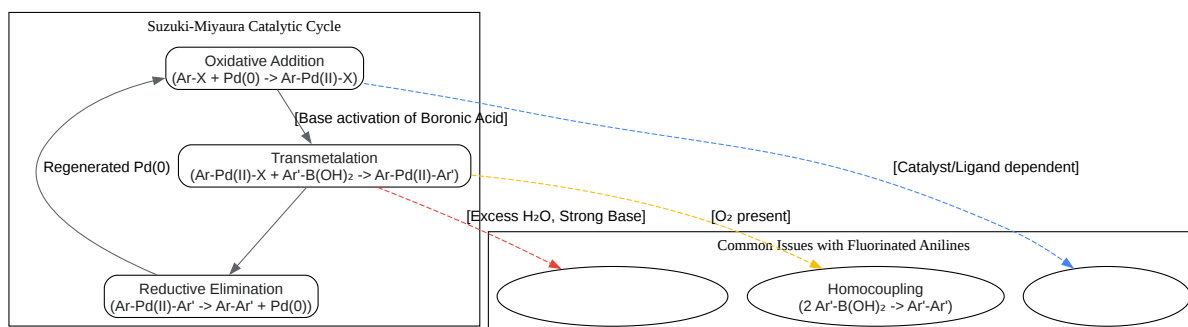 Suzuki-Miyaura Catalytic Cycle
Oxidative Addition
(Ar-X + Pd(0) -> Ar-Pd(II)-X)
[Base activation of Boronic Acid]
Transmetalation
(Ar-Pd(II)-X + Ar'-B(OH)₂ -> Ar-Pd(II)-Ar')
Regenerated Pd(0)
[Catalyst/Ligand dependent]
[Excess H₂O, Strong Base]
[O₂ present]
Common Issues with Fluorinated Anilines
Reductive Elimination
(Ar-Pd(II)-Ar' -> Ar-Ar' + Pd(0))
Homocoupling
(2 Ar'-B(OH)₂ -> Ar'-Ar')